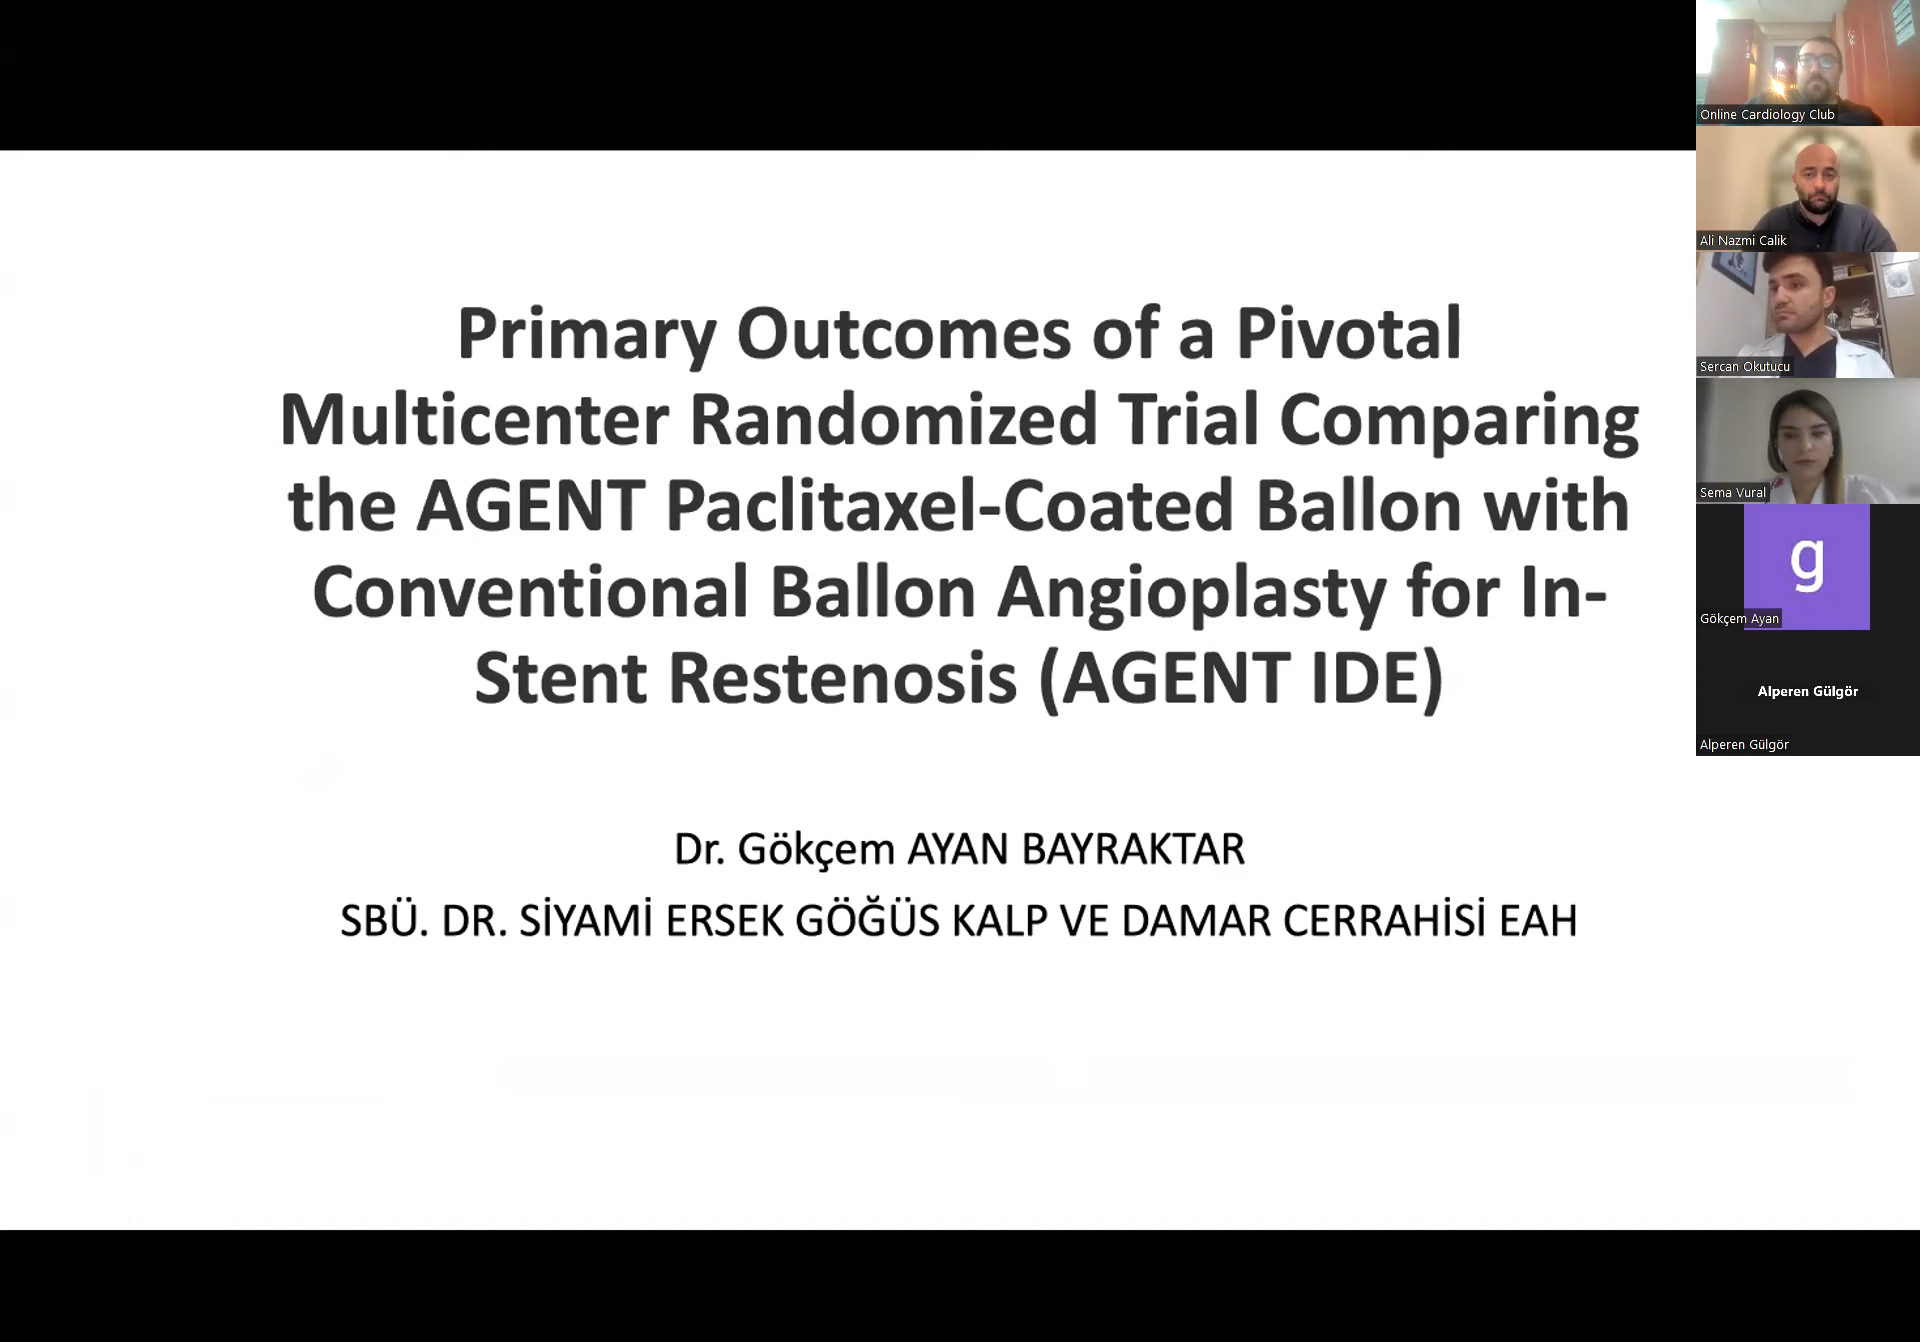 Primary Outcomes of a Pivotal
Multicenter Randomized Trial Comparing
the AGENT Paclitaxel-Coated Ballon with
Conventional Ballon Angioplasty for In-
Stent Restenosis (AGENT IDE)
Dr. Gökçem AYAN BAYRAKTAR
SBÜ. DR. SİYAMİ ERSEK GÖĞÜS KALP VE DAMAR CERRAHİSİ EAH
Online Cardiology Club
Ali Nazmi Calik
Sercan Okutucu
Sema Vural
g
Gökçem Ayan
Alperen Gülgör
Alperen Gülgör